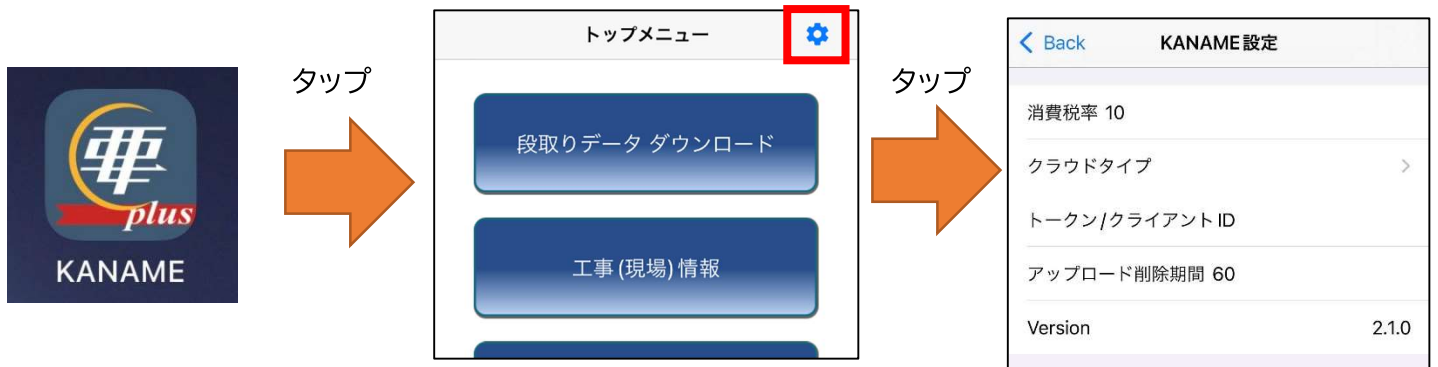 亜
plus
KANAME
タップ
トップメニュー
段取りデータ ダウンロード
工事(現場)情報
タップ
Back
KANAME設定
消費税率 10
クラウドタイプ
トークン/クライアントID
アップロード削除期間 60
Version 2.1.0